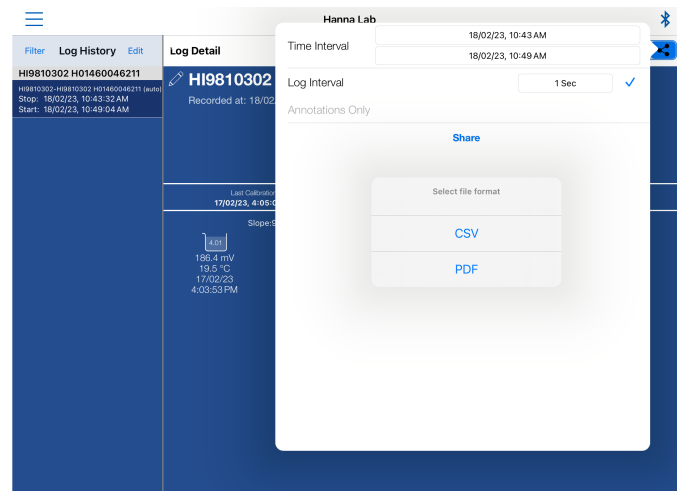 Hanna Lab
Filter Log History Edit
HI9810302 H01460046211
HI9810302-HI9810302 H01460046211 (auto)
Stop: 18/02/23, 10:43:32 AM
Start: 18/02/23, 10:49:04 AM
Log Detail
HI9810302
Recorded at: 18/02
Last Calibration
17/02/23, 4:05:0
Slope:9
4.01
186.4 mV
19.5 °C
17/02/23
4:03:53 PM
Time Interval
18/02/23, 10:43 AM
18/02/23, 10:49 AM
Log Interval 1 Sec
Annotations Only
Share
Select file format
CSV
PDF